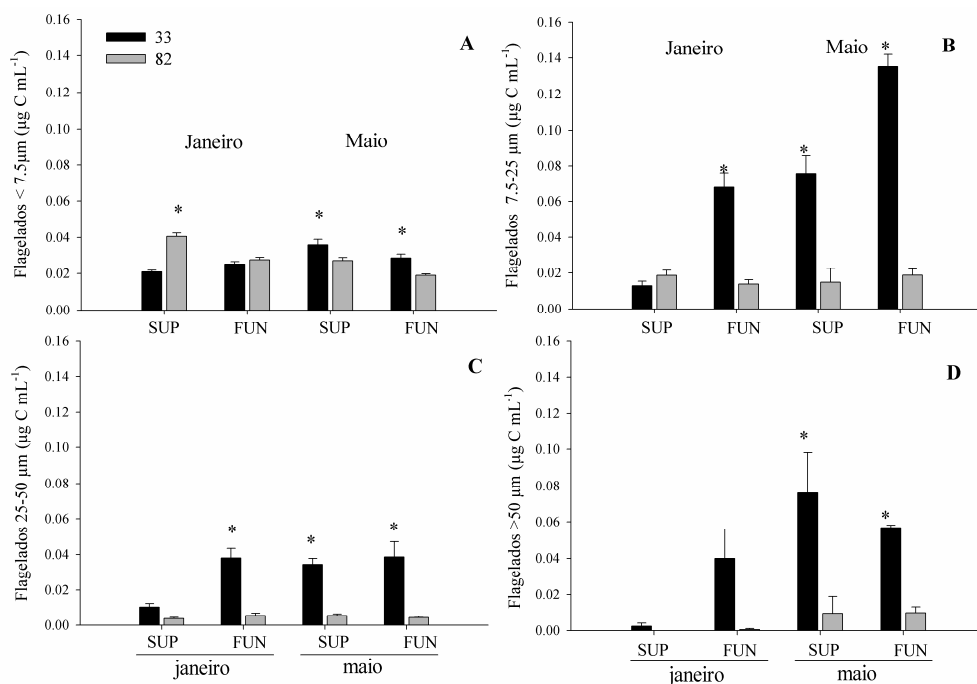 Flagelados < 7.5µm (µg C mL-1)
0.16
0.14
0.12
0.10
0.08
0.06
0.04
0.02
0.00
33
82
A
Janeiro
Maio
*
*
*
SUP
FUN
SUP
FUN
Flagelados 7.5-25 µm (µg C mL-1)
0.16
0.14
0.12
0.10
0.08
0.06
0.04
0.02
0.00
Janeiro
Maio
B
*
*
*
SUP
FUN
SUP
FUN
Flagelados 25-50 µm (µg C mL-1)
0.16
0.14
0.12
0.10
0.08
0.06
0.04
0.02
0.00
C
*
*
*
SUP
FUN
SUP
FUN
janeiro
maio
Flagelados >50 µm (µg C mL-1)
0.16
0.14
0.12
0.10
0.08
0.06
0.04
0.02
0.00
D
*
*
SUP
FUN
SUP
FUN
janeiro
maio